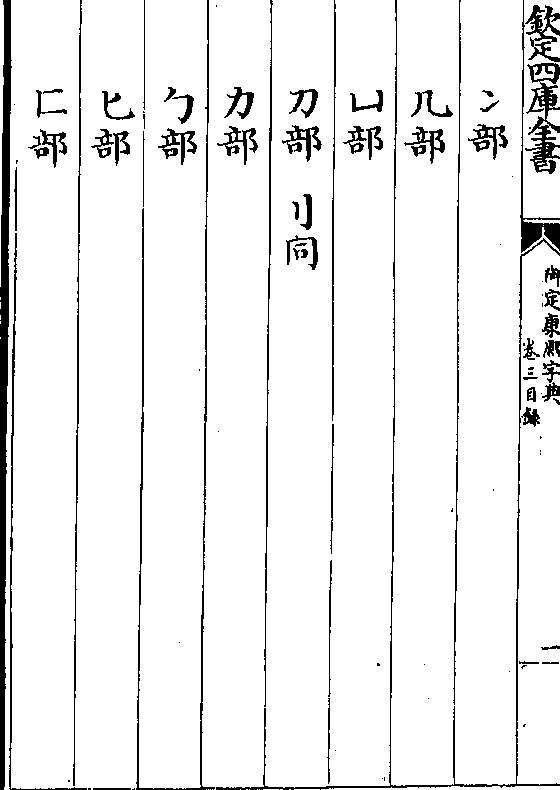 欽定四庫全書
御定康熙字典
卷三目錄
一
冫部
几部
凵部
刀部 刂同
力部
勹部
匕部
匚部